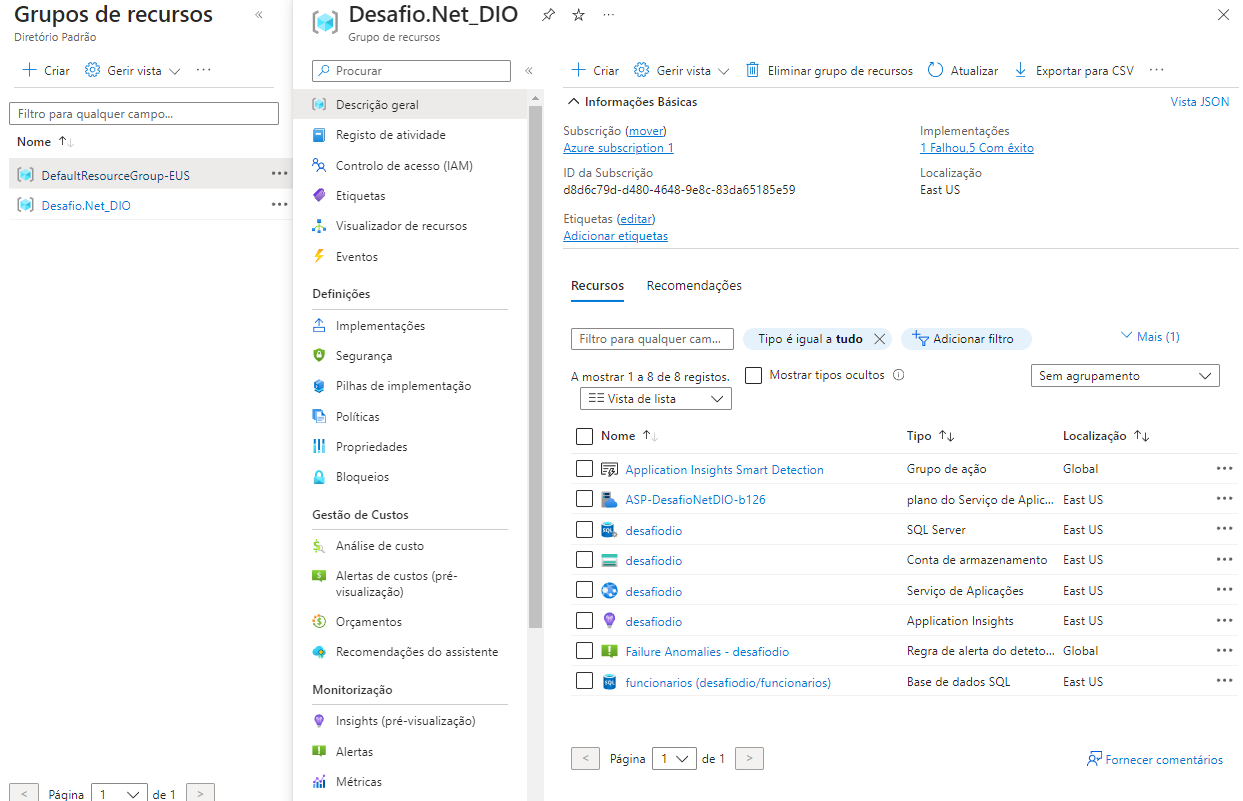 Grupos de recursos
«
Diretório Padrão
Criar
Gerir vista
···
Filtro para qualquer campo...
Nome ↑↓
DefaultResourceGroup-EUS ···
Desafio.Net_DIO ···
< Página 1 de 1 >
Desafio.Net_DIO
···
Grupo de recursos
Procurar
«
Descrição geral
Registo de atividade
Controlo de acesso (IAM)
Etiquetas
Visualizador de recursos
Eventos
Definições
Implementações
Segurança
Pilhas de implementação
Políticas
Propriedades
Bloqueios
Gestão de Custos
Análise de custo
Alertas de custos (pré-
visualização)
Orçamentos
Recomendações do assistente
Monitorização
Insights (pré-visualização)
Alertas
Métricas
Criar
Gerir vista
Eliminar grupo de recursos
Atualizar
Exportar para CSV
···
Informações Básicas
Vista JSON
Subscrição (mover)
Azure subscription 1
ID da Subscrição
d8d6c79d-d480-4648-9e8c-83da65185e59
Etiquetas (editar)
Adicionar etiquetas
Implementações
1 Falhou,5 Com êxito
Localização
East US
Recursos
Recomendações
Filtro para qualquer cam...
Tipo é igual a tudo
Adicionar filtro
Mais (1)
A mostrar 1 a 8 de 8 registos.
Mostrar tipos ocultos
Sem agrupamento
Vista de lista
Nome ↑↓ Tipo ↑↓ Localização ↑↓
Application Insights Smart Detection Grupo de ação Global ···
ASP-DesafioNetDIO-b126 plano do Serviço de Aplic... East US ···
desafiodio SQL Server East US ···
desafiodio Conta de armazenamento East US ···
desafiodio Serviço de Aplicações East US ···
desafiodio Application Insights East US ···
Failure Anomalies - desafiodio Regra de alerta do deteto... Global ···
funcionarios (desafiodio/funcionarios) Base de dados SQL East US ···
< Página 1 de 1 >
Fornecer comentários